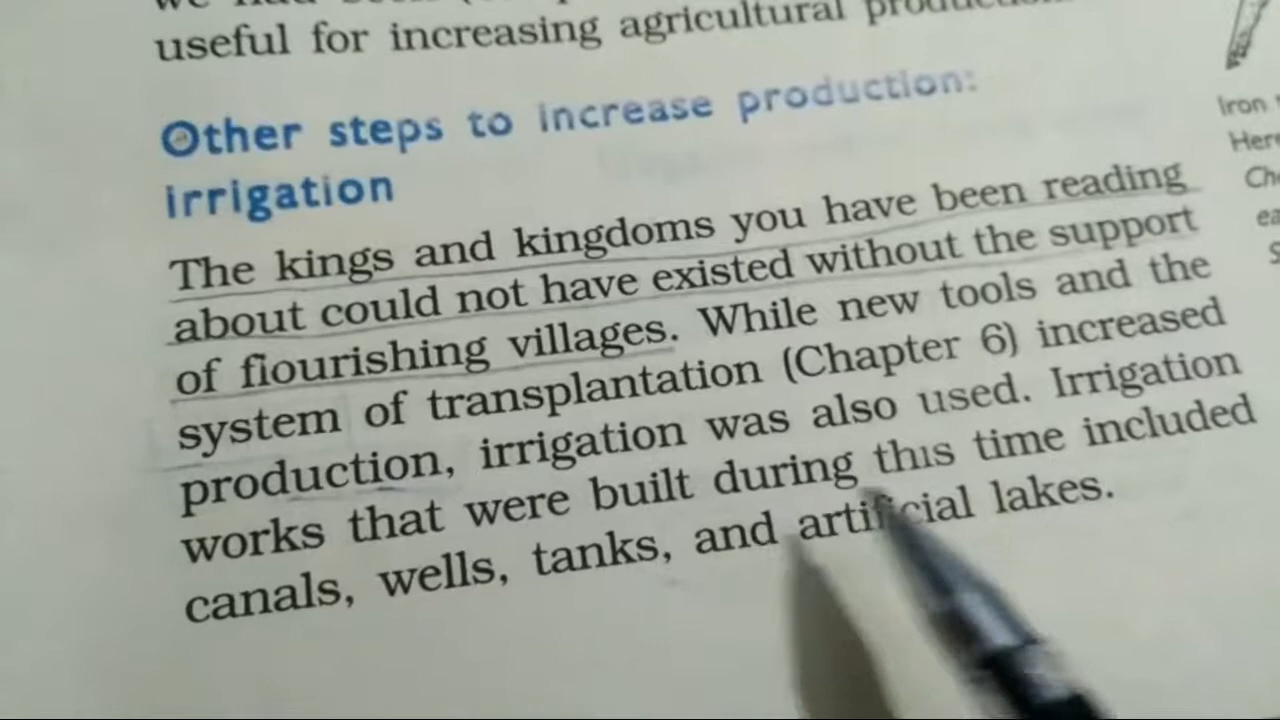 useful for increasing agricultural
Other steps to increase production:
irrigation
The kings and kingdoms you have been reading
about could not have existed without the support
of flourishing villages. While new tools and the
system of transplantation (Chapter 6) increased
production, irrigation was also used. Irrigation
works that were built during this time included
canals, wells, tanks, and artificial lakes.
Iron